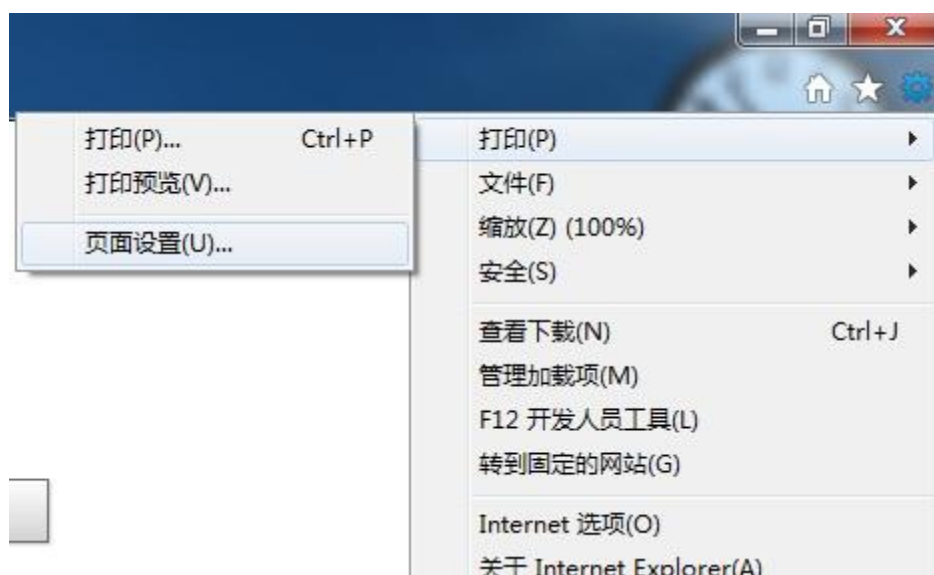 打印(P)... Ctrl+P
打印预览(V)...
页面设置(U)...
打印(P)
文件(F)
缩放(Z) (100%)
安全(S)
查看下载(N) Ctrl+J
管理加载项(M)
F12 开发人员工具(L)
转到固定的网站(G)
Internet 选项(O)
关于 Internet Explorer(A)